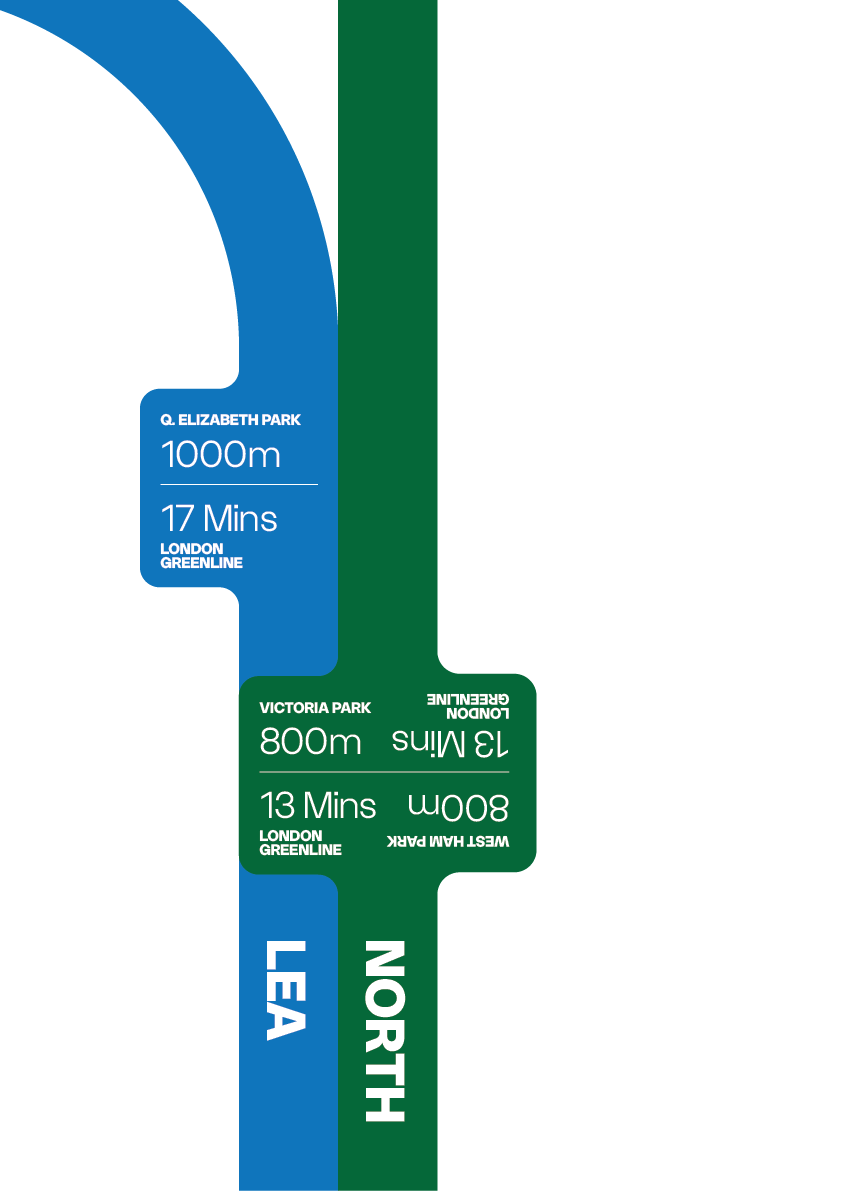 Q. ELIZABETH PARK
1000m
17 Mins
LONDON
GREENLINE
VICTORIA PARK
800m
13 Mins
LONDON
GREENLINE
WEST HAM PARK
800m
13 Mins
LONDON
GREENLINE
LEA
NORTH